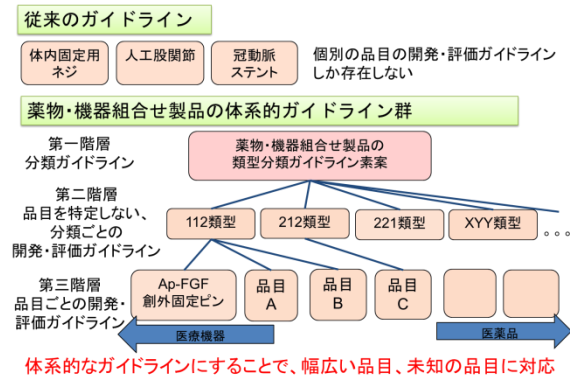 従来のガイドライン
体内固定用
ネジ
人工股関節
冠動脈
ステント
個別の品目の開発・評価ガイドライン
しか存在しない
薬物・機器組合せ製品の体系的ガイドライン群
第一階層
分類ガイドライン
薬物・機器組合せ製品の
類型分類ガイドライン素案
第二階層
品目を特定しない、
分類ごとの
開発・評価ガイドライン
112類型
212類型
221類型
XYY類型
。。。
第三階層
品目ごとの開発・
評価ガイドライン
Ap-FGF
創外固定ピン
品目
A
品目
B
品目
C
医療機器
医薬品
体系的なガイドラインにすることで、幅広い品目、未知の品目に対応